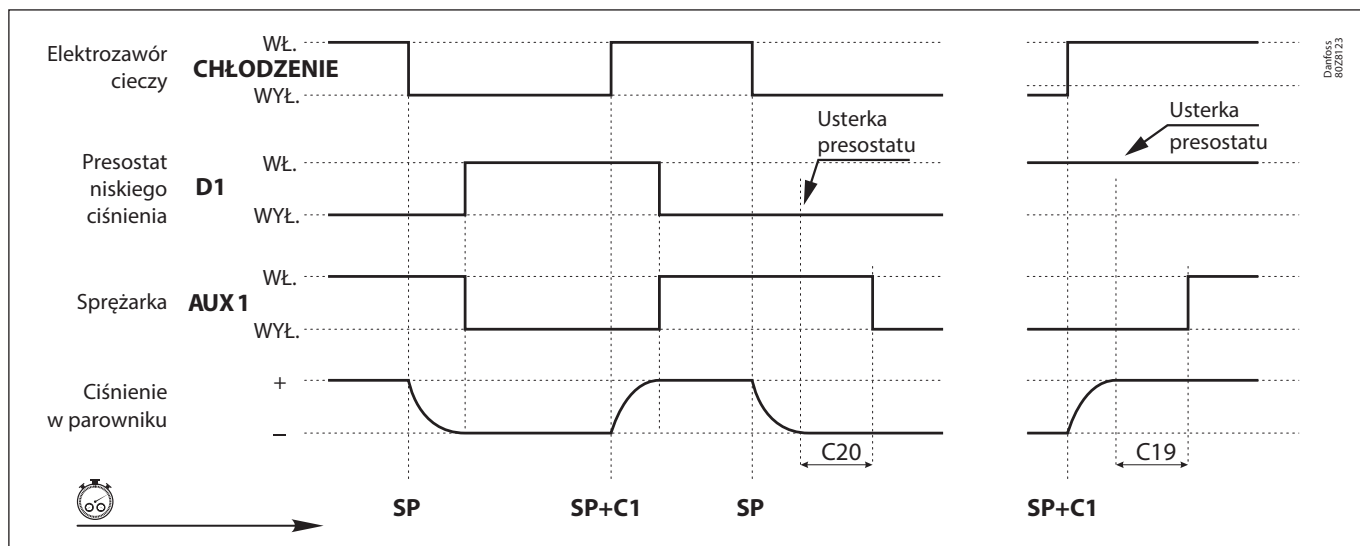 Elektrozawór
cieczy
CHŁODZENIE
WŁ.
WYŁ.
Usterka
presostatu
Usterka
presostatu
Danfoss
80Z8123
Presostat
niskiego
ciśnienia
D1
WŁ.
WYŁ.
Sprężarka
AUX 1
WŁ.
WYŁ.
Ciśnienie
w parowniku
+
–
C20
C19
SP
SP+C1
SP
SP+C1